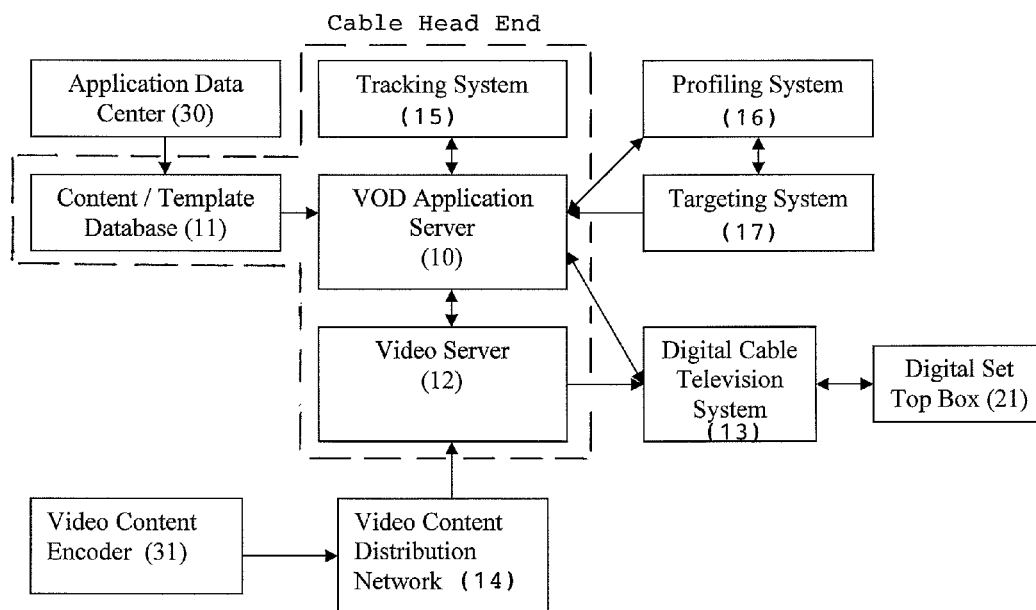 Cable Head End
Application Data
Center (30)
Tracking System
(15)
Profiling System
(16)
Content / Template
Database (11)
VOD Application
Server
(10)
Targeting System
(17)
Video Server
(12)
Digital Cable
Television
System
(13)
Digital Set
Top Box (21)
Video Content
Encoder (31)
Video Content
Distribution
Network (14)